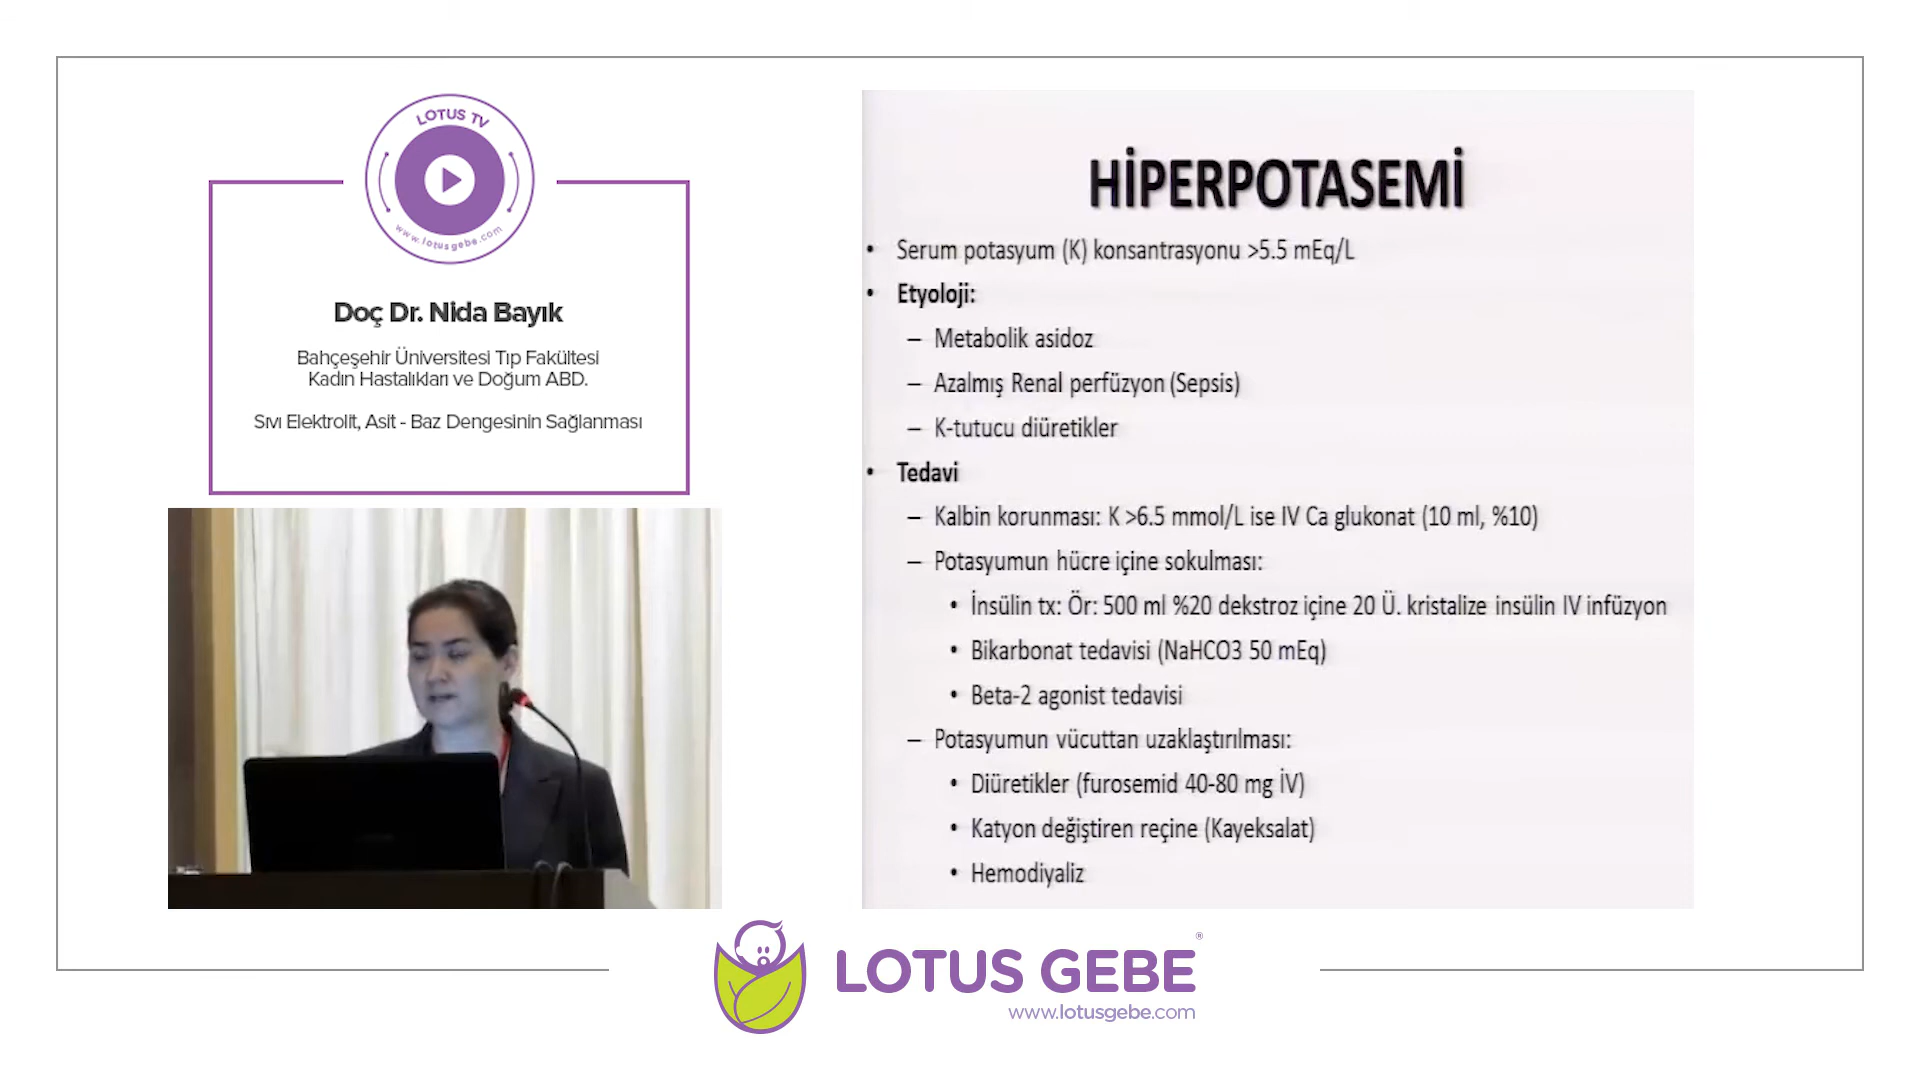 LOTUS TV
www.lotusgebe.com
Doç Dr. Nida Bayık
Bahçeşehir Üniversitesi Tıp Fakültesi
Kadın Hastalıkları ve Doğum ABD.
Sıvı Elektrolit, Asit - Baz Dengesinin Sağlanması
HİPERPOTASEMİ
• Serum potasyum (K) konsantrasyonu >5.5 mEq/L
• Etyoloji:
– Metabolik asidoz
– Azalmış Renal perfüzyon (Sepsis)
– K-tutucu diüretikler
• Tedavi
– Kalbin korunması: K >6.5 mmol/L ise IV Ca glukonat (10 ml, %10)
– Potasyumun hücre içine sokulması:
• İnsülin tx: Ör: 500 ml %20 dekstroz içine 20 Ü. kristalize insülin IV infüzyon
• Bikarbonat tedavisi (NaHCO3 50 mEq)
• Beta-2 agonist tedavisi
– Potasyumun vücuttan uzaklaştırılması:
• Diüretikler (furosemid 40-80 mg İV)
• Katyon değiştiren reçine (Kayeksalat)
• Hemodiyaliz
LOTUS GEBE®
www.lotusgebe.com